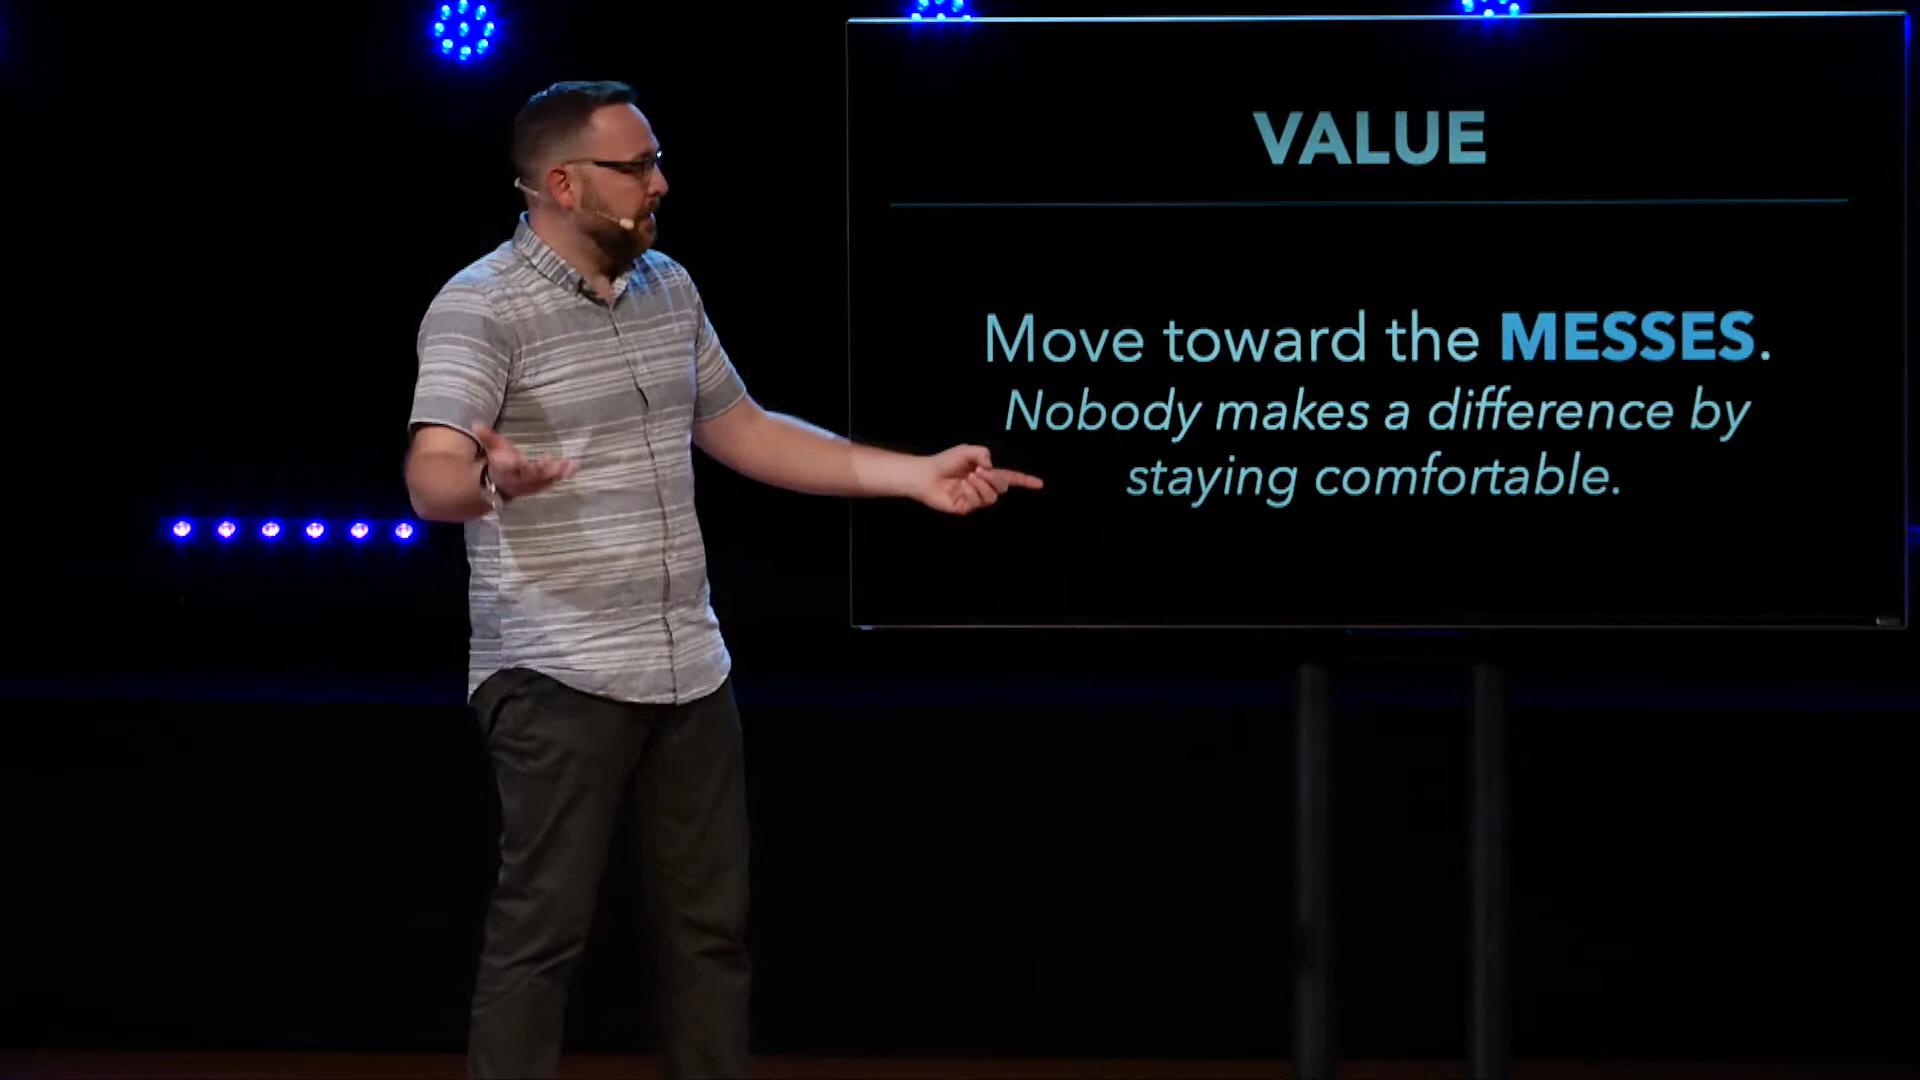 VALUE
Move toward the MESSES.
Nobody makes a difference by
staying comfortable.